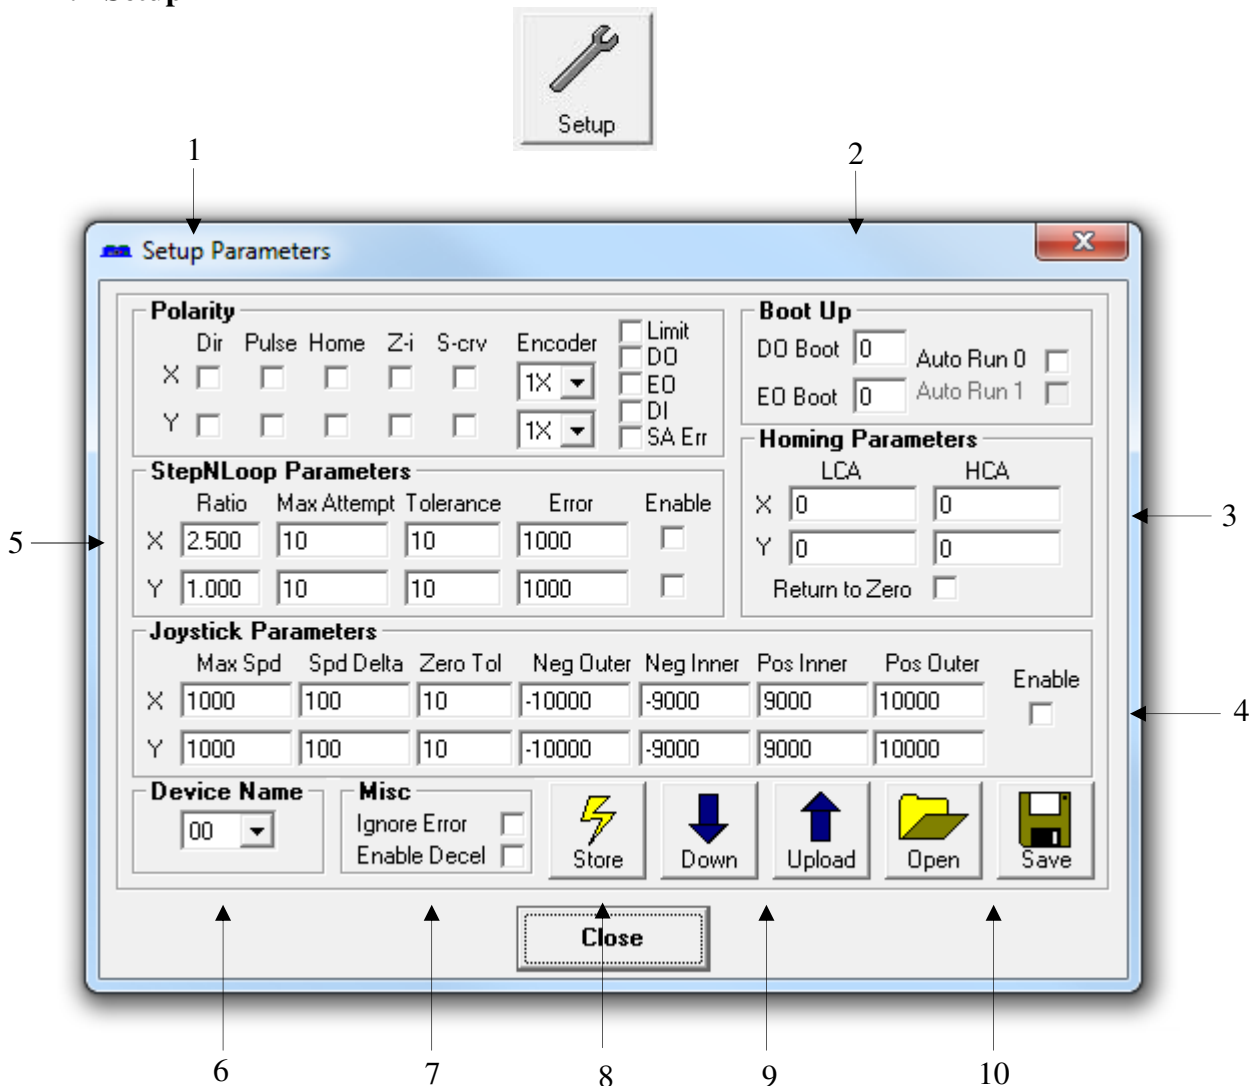 Setup
Setup
1 2
Setup Parameters
Polarity
Dir Pulse Home Z-i S-crv Encoder
X 1X
Y 1X
Limit
DO
EO
DI
SA Err
Boot Up
DO Boot 0 Auto Run 0
EO Boot 0 Auto Run 1
StepNLoop Parameters
Ratio Max Attempt Tolerance Error Enable
X 2.500 10 10 1000
Y 1.000 10 10 1000
5
Homing Parameters
LCA HCA
X 0 0
Y 0 0
Return to Zero
3
Joystick Parameters
Max Spd Spd Delta Zero Tol Neg Outer Neg Inner Pos Inner Pos Outer Enable
X 1000 100 10 -10000 -9000 9000 10000
Y 1000 100 10 -10000 -9000 9000 10000
4
Device Name
00
Misc
Ignore Error
Enable Decel
Store Down Upload Open Save
Close
6 7 8 9 10